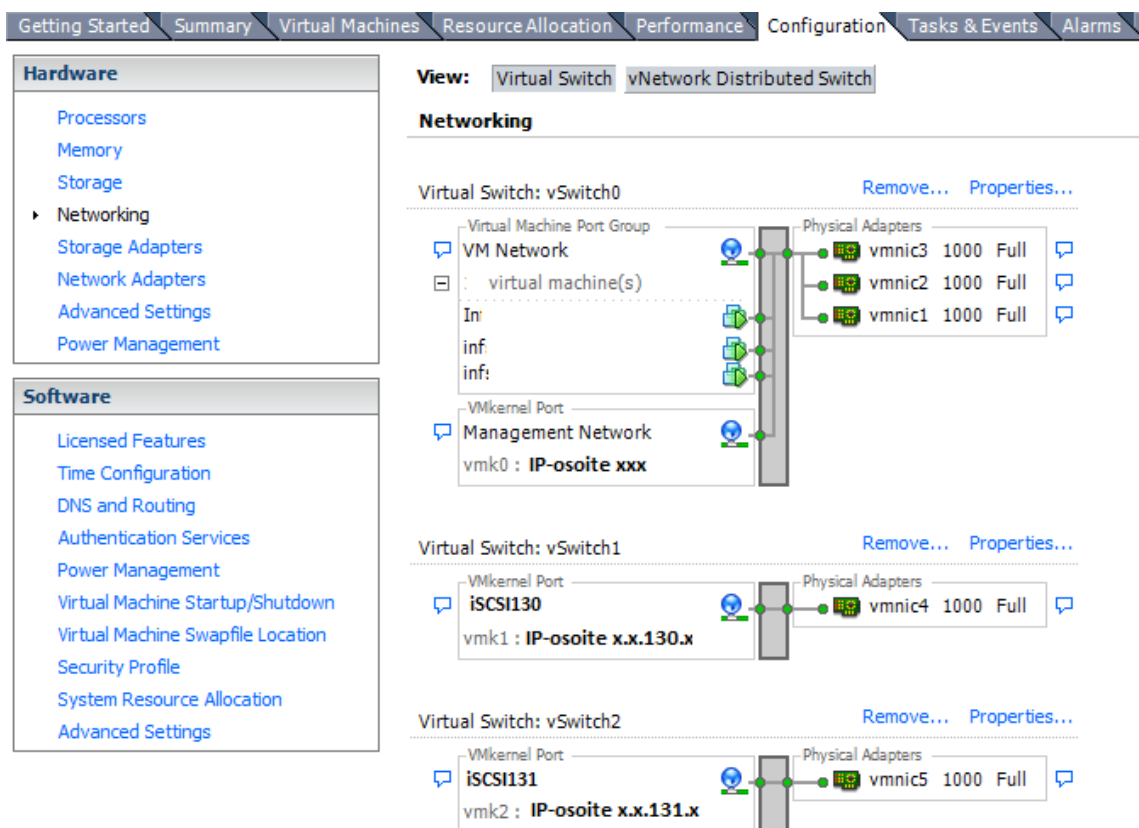 Getting Started Summary Virtual Machines Resource Allocation Performance Configuration Tasks & Events Alarms
Hardware
Processors
Memory
Storage
Networking
Storage Adapters
Network Adapters
Advanced Settings
Power Management
Software
Licensed Features
Time Configuration
DNS and Routing
Authentication Services
Power Management
Virtual Machine Startup/Shutdown
Virtual Machine Swapfile Location
Security Profile
System Resource Allocation
Advanced Settings
View: Virtual Switch vNetwork Distributed Switch
Networking
Virtual Switch: vSwitch0 Remove... Properties...
Virtual Machine Port Group Physical Adapters
VM Network vmnic3 1000 Full
virtual machine(s) vmnic2 1000 Full
vmnic1 1000 Full
VMkernel Port
Management Network
vmk0 : IP-osoite xxx
Virtual Switch: vSwitch1 Remove... Properties...
VMkernel Port Physical Adapters
iSCSI130 vmnic4 1000 Full
vmk1 : IP-osoite x.x.130.x
Virtual Switch: vSwitch2 Remove... Properties...
VMkernel Port Physical Adapters
iSCSI131 vmnic5 1000 Full
vmk2 : IP-osoite x.x.131.x